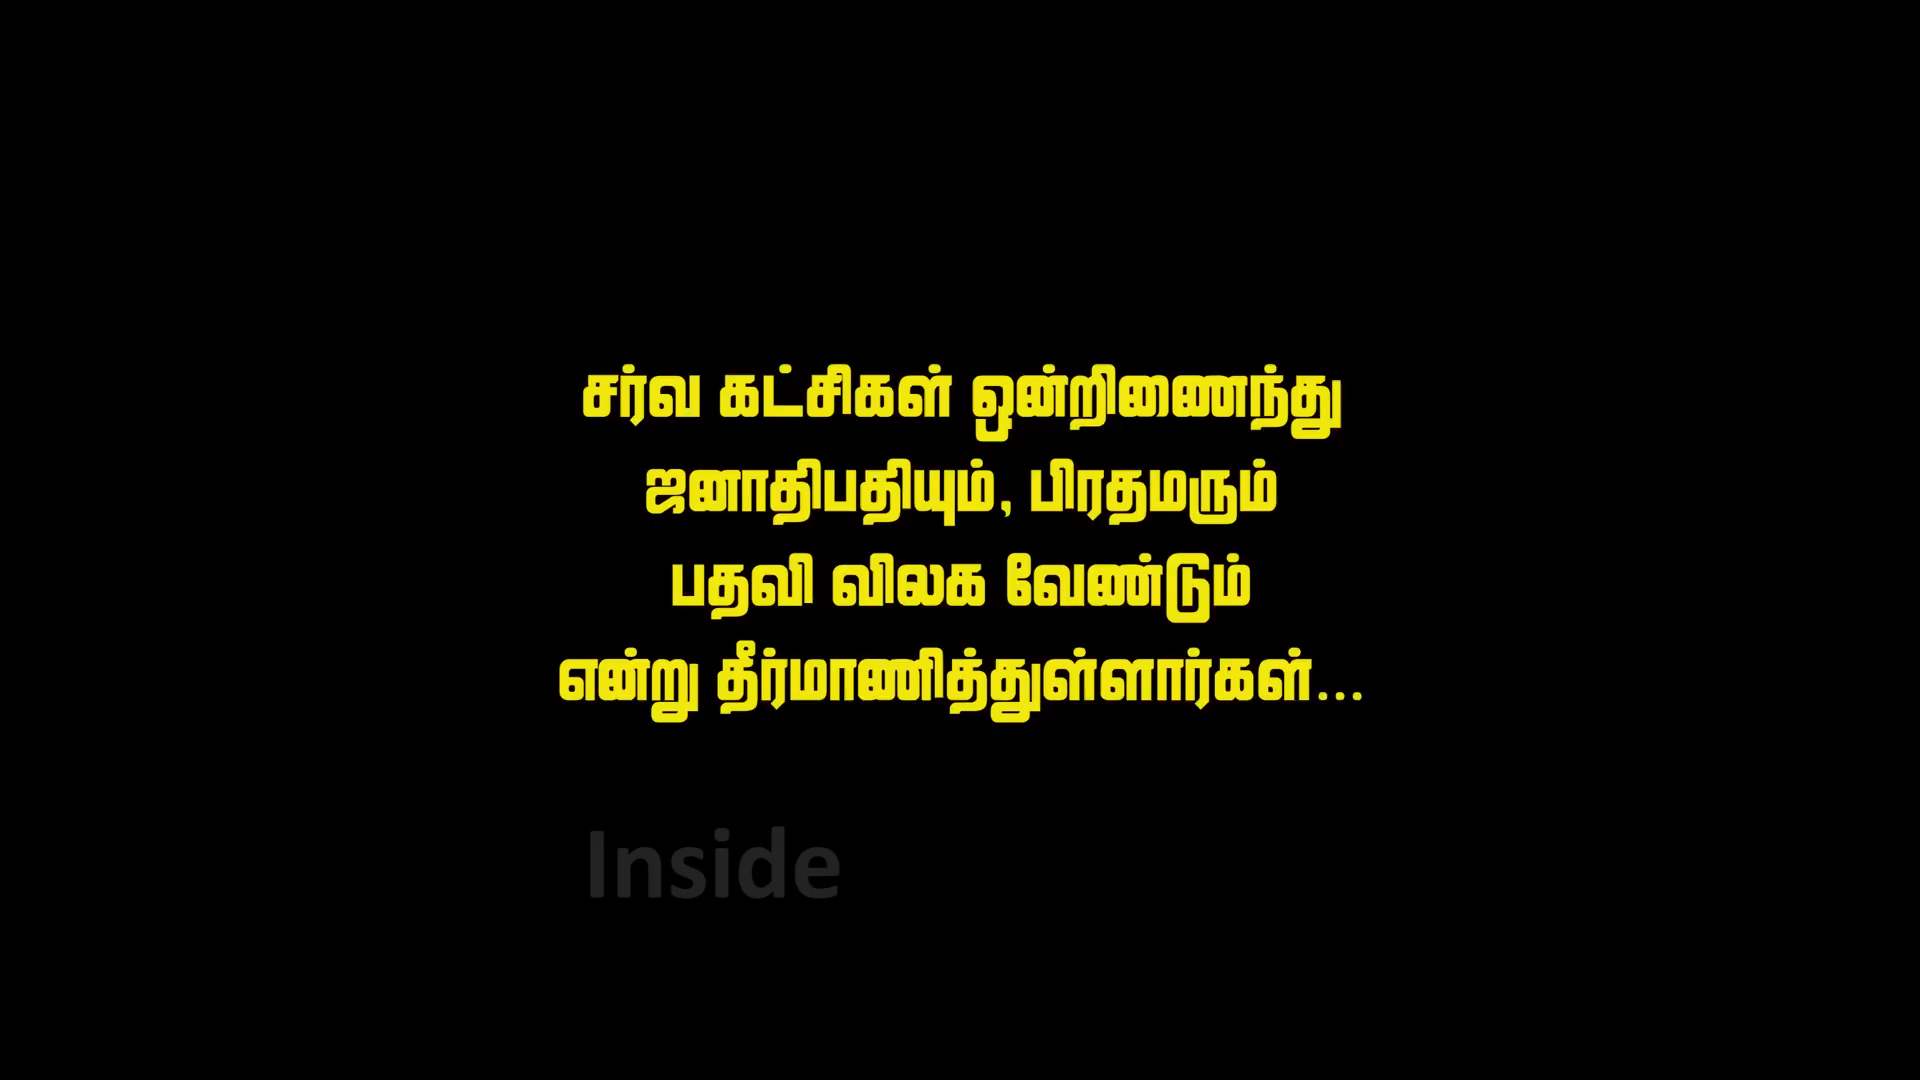 சர்வ கட்சிகள் ஒன்றிணைந்து
ஜனாதிபதியும், பிரதமரும்
பதவி விலக வேண்டும்
என்று தீர்மாணித்துள்ளார்கள்...
Inside